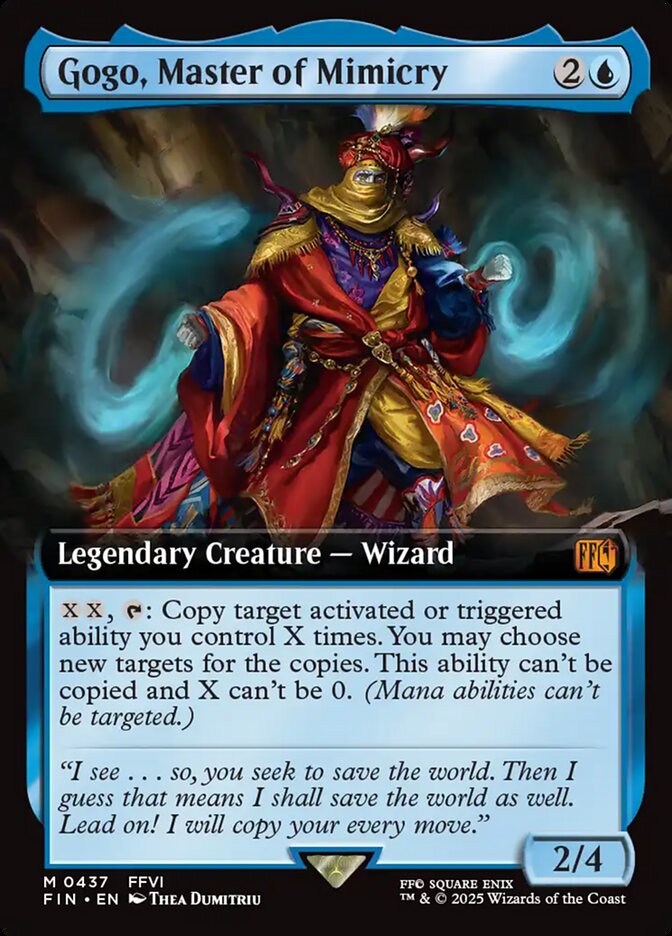 Gogo, Master of Mimicry 2
Legendary Creature — Wizard FF
X X, : Copy target activated or triggered
ability you control X times. You may choose
new targets for the copies. This ability can't be
copied and X can't be 0. (Mana abilities can't
be targeted.)
"I see . . . so, you seek to save the world. Then I
guess that means I shall save the world as well.
Lead on! I will copy your every move."
2/4
M 0437 FFVI
FIN • EN Thea Dumitriu
FF© SQUARE ENIX
™ & © 2025 Wizards of the Coast